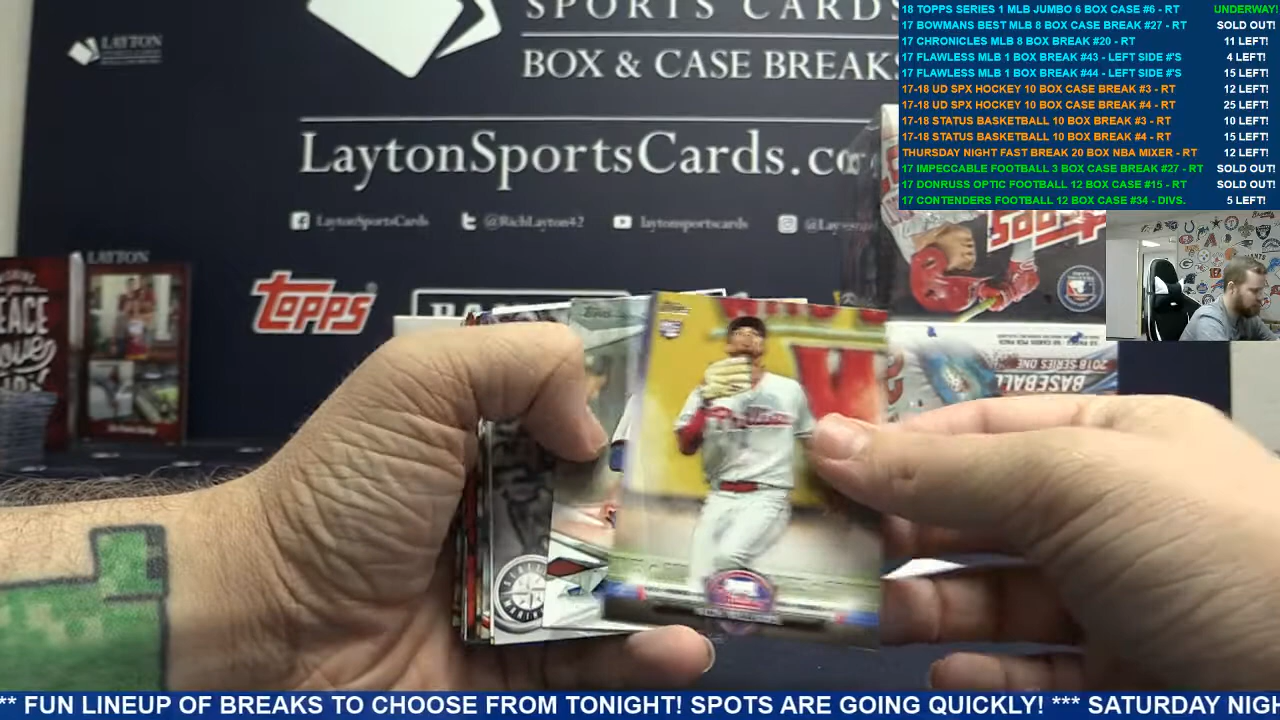 SPORTS CARDS
BOX & CASE BREAKS
LaytonSportsCards.co
LaytonSportsCards
@RichLayton42
laytonsportscards
LAYTON
LAYTON
topps
PEACE
Love
Phillies
2018 SERIES ONE
BASEBALL
18 TOPPS SERIES 1 MLB JUMBO 6 BOX CASE #6 - RT UNDERWAY!
17 BOWMANS BEST MLB 8 BOX CASE BREAK #27 - RT SOLD OUT!
17 CHRONICLES MLB 8 BOX BREAK #20 - RT 11 LEFT!
17 FLAWLESS MLB 1 BOX BREAK #43 - LEFT SIDE #'S 4 LEFT!
17 FLAWLESS MLB 1 BOX BREAK #44 - LEFT SIDE #'S 15 LEFT!
17-18 UD SPX HOCKEY 10 BOX CASE BREAK #3 - RT 12 LEFT!
17-18 UD SPX HOCKEY 10 BOX CASE BREAK #4 - RT 25 LEFT!
17-18 STATUS BASKETBALL 10 BOX BREAK #3 - RT 10 LEFT!
17-18 STATUS BASKETBALL 10 BOX BREAK #4 - RT 15 LEFT!
THURSDAY NIGHT FAST BREAK 20 BOX NBA MIXER - RT 12 LEFT!
17 IMPECCABLE FOOTBALL 3 BOX CASE BREAK #27 - RT SOLD OUT!
17 DONRUSS OPTIC FOOTBALL 12 BOX CASE #15 - RT SOLD OUT!
17 CONTENDERS FOOTBALL 12 BOX CASE #34 - DIVS. 5 LEFT!
** FUN LINEUP OF BREAKS TO CHOOSE FROM TONIGHT! SPOTS ARE GOING QUICKLY! *** SATURDAY NIGH